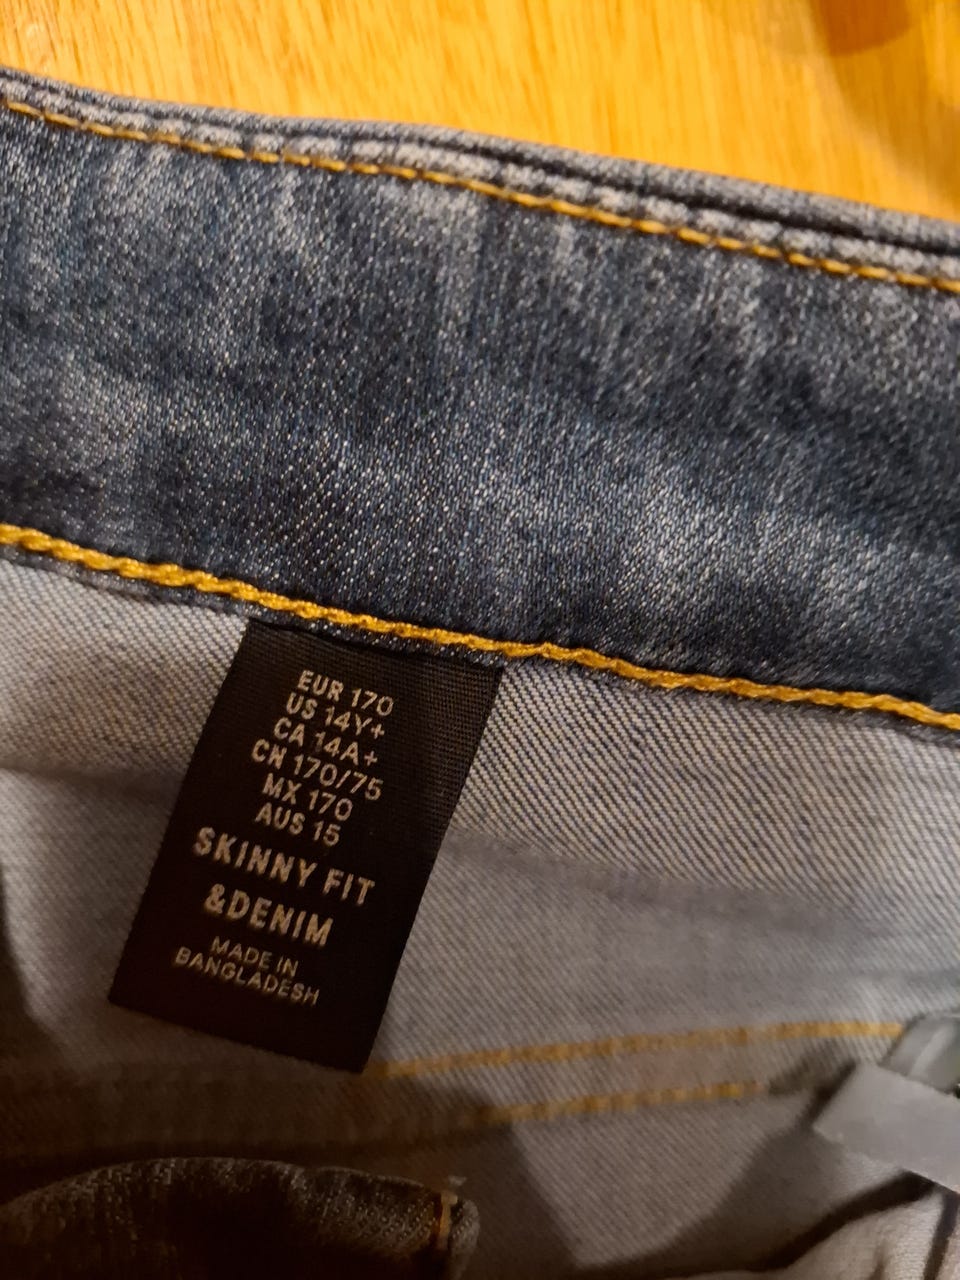 EUR 170
US 14Y+
CA 14A+
CN 170/75
MX 170
AUS 15
SKINNY FIT
&DENIM
MADE IN
BANGLADESH